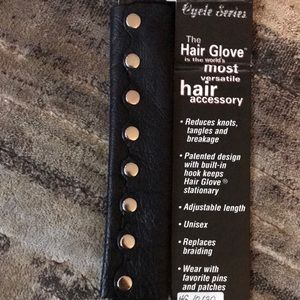 Cycle Series
The
Hair Glove™
is the world's
most
versatile
hair
accessory
• Reduces knots,
tangles and
breakage
• Patented design
with built-in
hook keeps
Hair Glove®
stationary
• Adjustable length
• Unisex
• Replaces
braiding
• Wear with
favorite pins
and patches